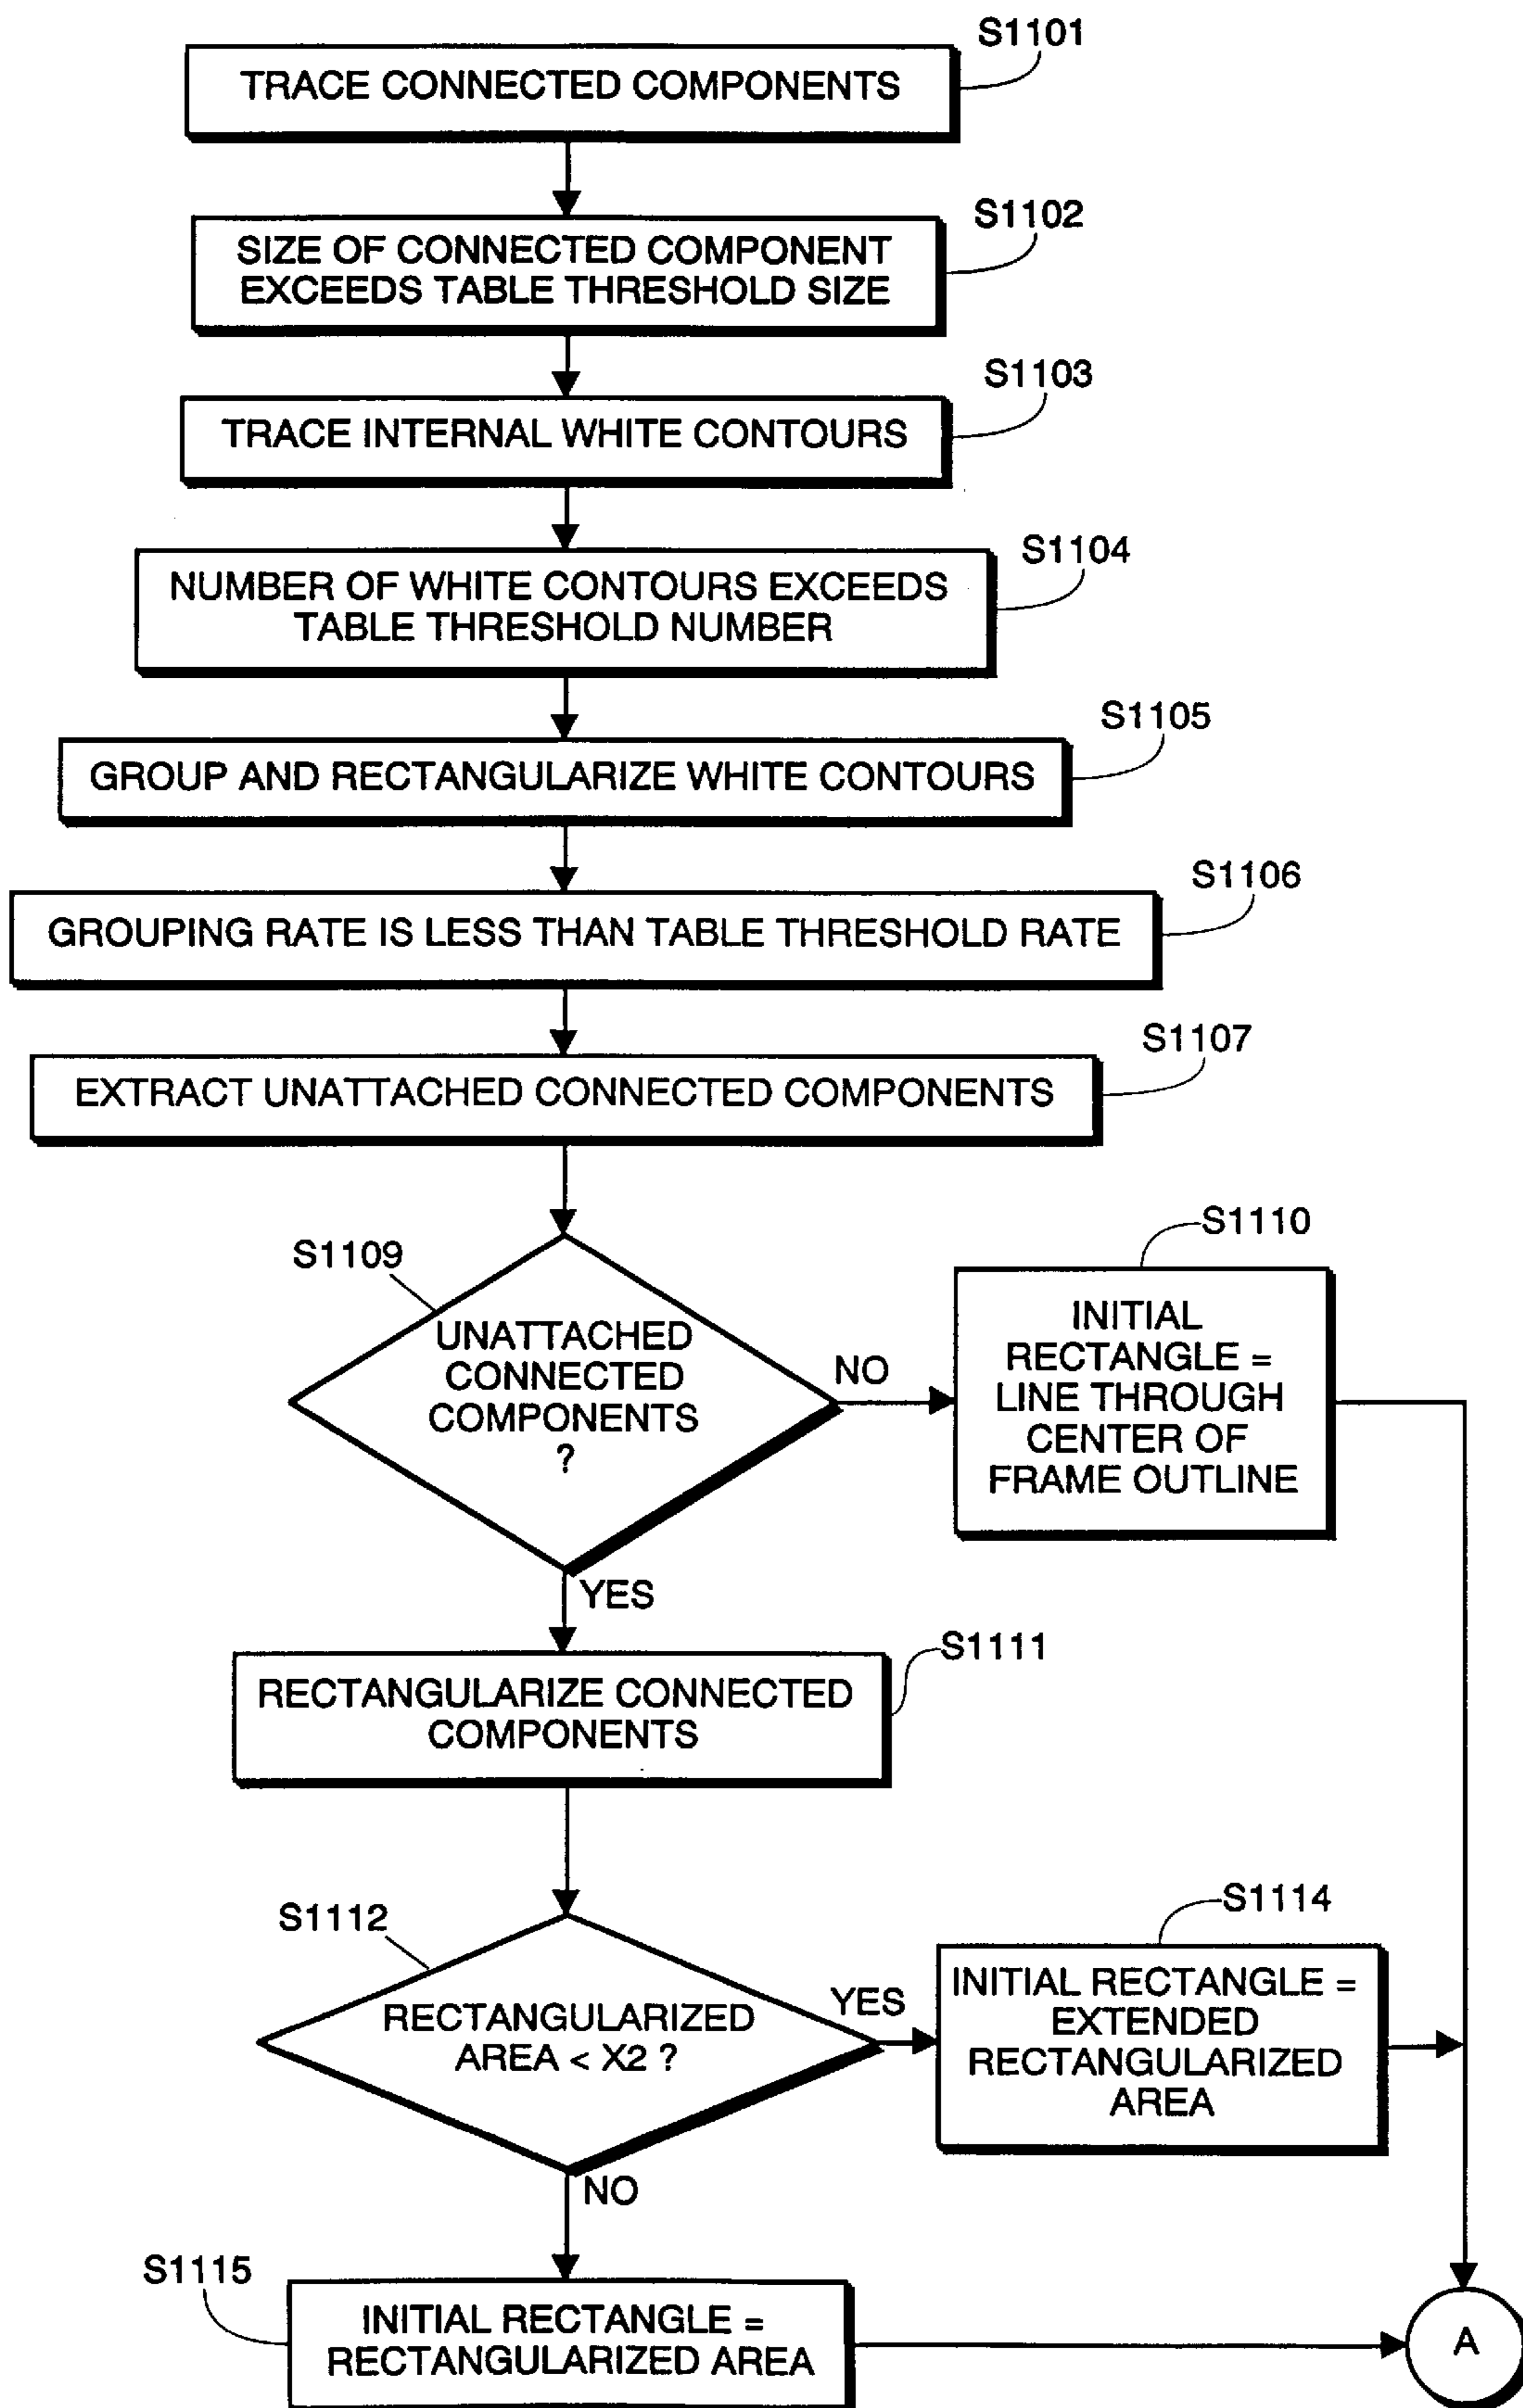 S1101
TRACE CONNECTED COMPONENTS
S1102
SIZE OF CONNECTED COMPONENT
EXCEEDS TABLE THRESHOLD SIZE
S1103
TRACE INTERNAL WHITE CONTOURS
S1104
NUMBER OF WHITE CONTOURS EXCEEDS
TABLE THRESHOLD NUMBER
S1105
GROUP AND RECTANGULARIZE WHITE CONTOURS
S1106
GROUPING RATE IS LESS THAN TABLE THRESHOLD RATE
S1107
EXTRACT UNATTACHED CONNECTED COMPONENTS
S1109
UNATTACHED
CONNECTED
COMPONENTS
?
NO
S1110
INITIAL
RECTANGLE =
LINE THROUGH
CENTER OF
FRAME OUTLINE
YES
S1111
RECTANGULARIZE CONNECTED
COMPONENTS
S1112
RECTANGULARIZED
AREA < X2 ?
YES
S1114
INITIAL RECTANGLE =
EXTENDED
RECTANGULARIZED
AREA
NO
S1115
INITIAL RECTANGLE =
RECTANGULARIZED AREA
A